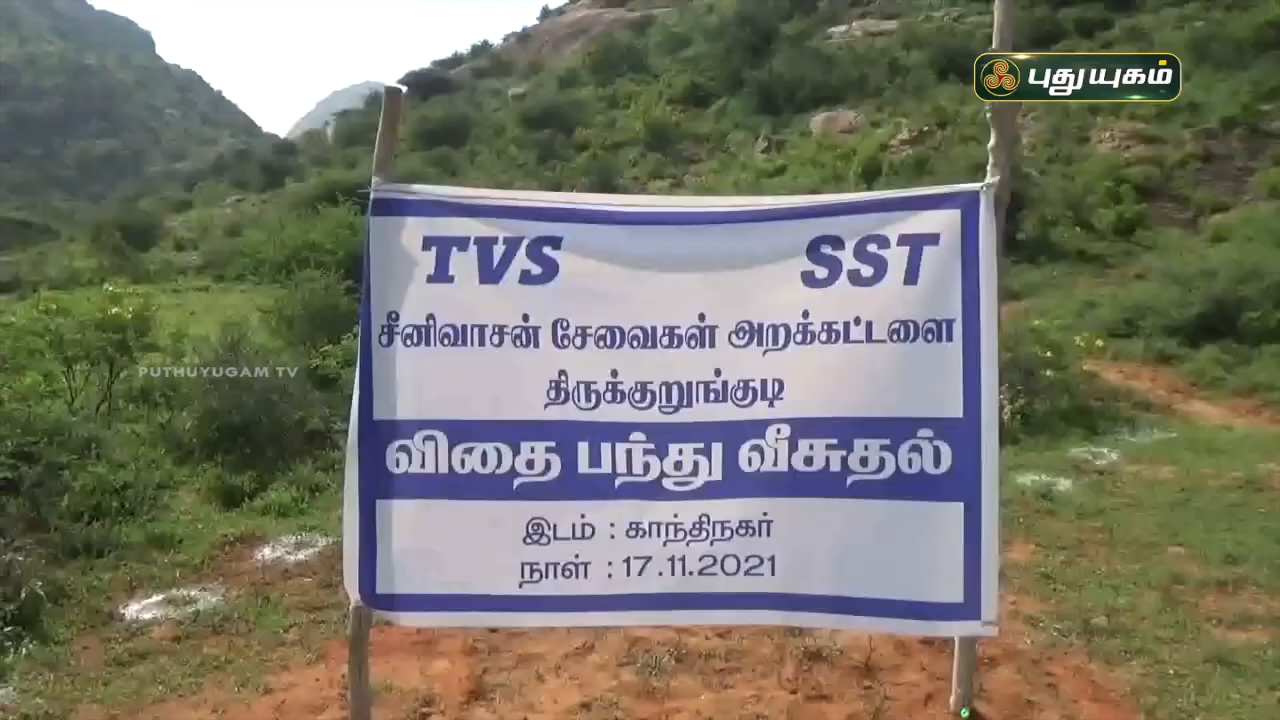 புதுயுகம்
TVS SST
சீனிவாசன் சேவைகள் அறக்கட்டளை
PUTHUYUGAM TV
திருக்குறுங்குடி
விதை பந்து வீசுதல்
இடம் : காந்திநகர்
நாள் : 17.11.2021